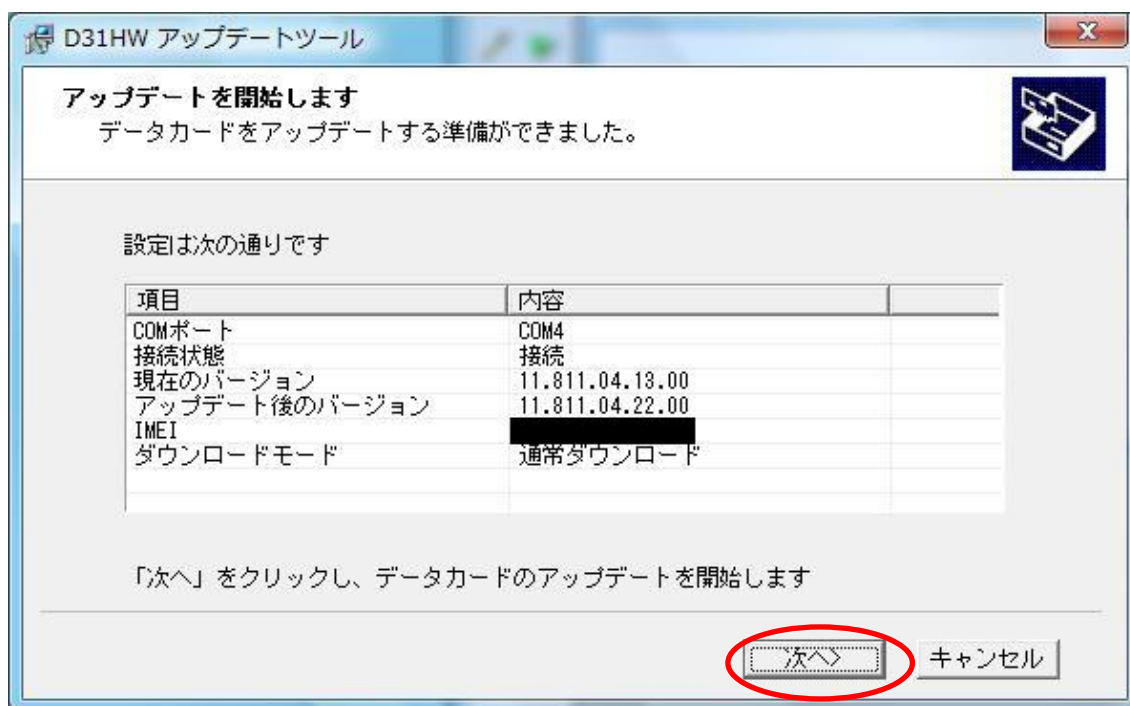 D31HW アップデートツール
アップデートを開始します
データカードをアップデートする準備ができました。
設定は次の通りです
項目 内容
COMポート COM4
接続状態 接続
現在のバージョン 11.811.04.13.00
アップデート後のバージョン 11.811.04.22.00
IMEI
ダウンロードモード 通常ダウンロード
「次へ」をクリックし、データカードのアップデートを開始します
次へ> キャンセル